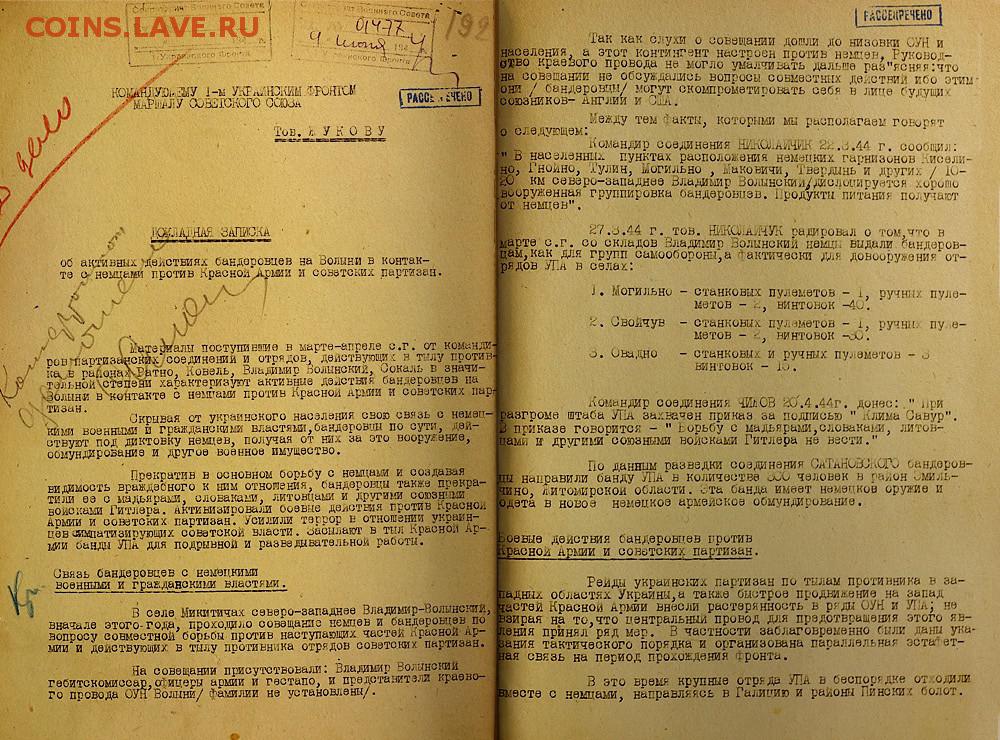 СОINS.LAVE.RU
01477
4 июня
192
КОМАНДУЮЩЕМУ 1-м УКРАИНСКИМ ФРОНТОМ
МАРШАЛУ СОВЕТСКОГО СОЮЗА
РАССЕКРЕЧЕНО
Тов. ЖУКОВУ
дело
ДОКЛАДНАЯ ЗАПИСКА
об активных действиях бандеровцев на Волыни в контак-
те с немцами против Красной Армии и советских партизан.
Материалы поступившие в марте-апреле с.г. от команди-
ров партизанских соединений и отрядов, действующих в тылу против-
ка в районах Ратно, Ковель, Владимир Волынский, Сокаль в значи-
тельной степени характеризуют активные действия бандеровцев на
Волыни в контакте с немцами против Красной Армии и советских пар-
тизан.
Скрывая от украинского населения свою связь с немец-
кими военными и гражданскими властями, бандеровцы по сути, дей-
ствуют под диктовку немцев, получая от них за это вооружение,
обмундирование и другое военное имущество.
Прекратив в основном борьбу с немцами и создавая
видимость враждебного к ним отношения, бандеровцы также прекра-
тили ее с мадьярами, словаками, литовцами и другими союзными
войсками Гитлера. Активизировали боевые действия против Красной
Армии и советских партизан. Усилили террор в отношении украин-
цев симпатизирующих советской власти. Засылают в тыл Красной Ар-
мии банды УПА для подрывной и разведывательной работы.
Связь бандеровцев с немецкими
военными и гражданскими властями.
В селе Микитичах северо-западнее Владимир-Волынский,
вначале этого-года, проходило совещание немцев и бандеровцев по
вопросу совместной борьбы против наступающих частей Красной Ар-
мии и действующих в тылу противника отрядов советских партизан.
На совещании присутствовали: Владимир Волынский
гебитскомиссар, офицеры армии и гестапо, и представители краево-
го провода ОУН Волыни/ фамилии не установлены/.
РАССЕКРЕЧЕНО
Так как слухи о совещании дошли до низовки ОУН и
населения, а этот контингент настроен против немцев, Руковод-
ство краевого провода не могло умалчивать дальше раз"ясняя:что
на совещании не обсуждались вопросы совместных действий ибо этим
они / бандеровцы/ могут скомпрометировать себя в лице будущих
союзников- Англии и США.
Между тем факты, которыми мы располагаем говорят
о следующем:
Командир соединения НИКОЛАЙЧИК 22.3.44 г. сообщил:
" В населенных пунктах расположения немецких гарнизонов Киселин-
но, Гнойно, Тулин, Могильно , Маковичи, Твердынь и других / 10-
20 км северо-западнее Владимир Волынский/дислоцируется хорошо
вооруженная группировка бандеровцев. Продукты питания получают
от немцев".
27.3.44 г. тов. НИКОЛАЙЧУК радировал о том,что в
марте с.г. со складов Владимир Волынский немцы выдали бандеров-
цам,как для групп самообороны,а фактически для довооружения от-
рядов УПА в селах:
1. Могильно - станковых пулеметов - 1, ручных пуле-
метов - 2, винтовок -40.
2. Свойчув - станковых пулеметов - 1, ручных пуле-
метов - 2, винтовок -30.
3. Овадно - станковых и ручных пулеметов - 3
винтовок - 15.
Командир соединения ЧИЖОВ 20.4.44г. донес:." При
разгроме штаба УПА захвачен приказ за подписью " Клима Савур".
В приказе говорится - " Борьбу с мадьярами,словаками, литов-
цами и другими союзными войсками Гитлера не вести."
По данным разведки соединения САТАНОВСКОГО бандеров-
цы направили банду УПА в количестве 300 человек в район Эмиль-
чино, Житомирской области. Эта банда имеет немецкое оружие и
одета в новое немецкое армейское обмундирование.
Боевые действия бандеровцев против
Красной Армии и советских партизан.
Рейды украинских партизан по тылам противника в за-
падных областях Украины,а также быстрое продвижение на запад
частей Красной Армии внесли растерянность в ряды ОУН и УПА; не
взирая на то,что центральный провод для предотвращения этого яв-
ления принял ряд мер. В частности заблаговременно были даны ука-
зания тактического порядка и организована параллельная эстафет-
ная связь на период прохождения фронта.
В это время крупные отряда УПА в беспорядке отходили
вместе с немцами, направляясь в Галицию и районы Пинских болот.